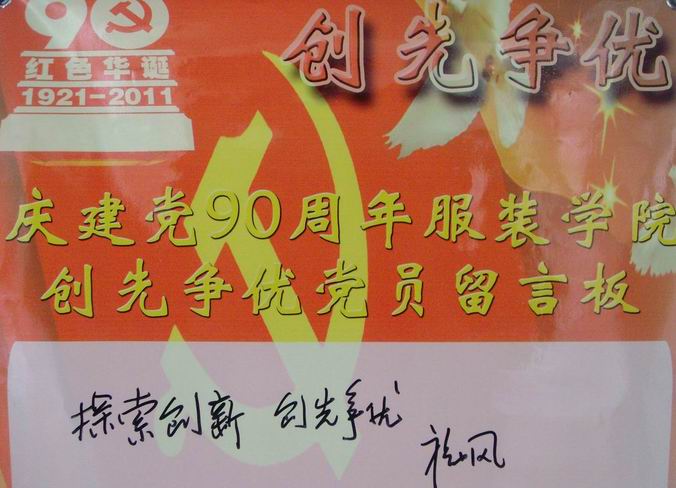 90
红色华诞
1921-2011
创先争优
庆建党90周年服装学院
创先争优党员留言板
探索创新 创先争优